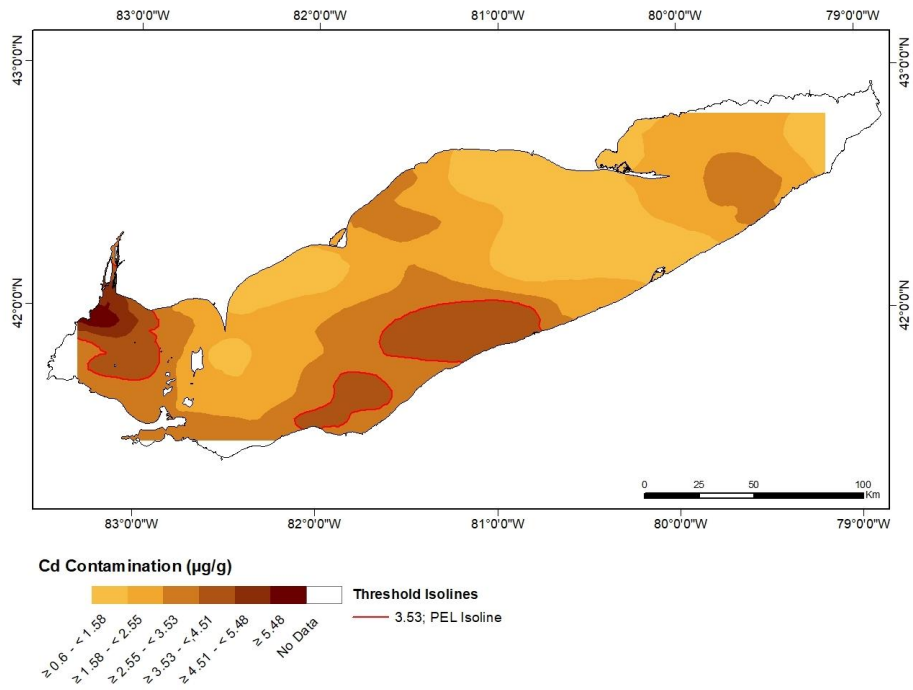 83°0'0"W 82°0'0"W 81°0'0"W 80°0'0"W 79°0'0"W
43°0'0"N 43°0'0"N
42°0'0"N 42°0'0"N
0 25 50 100
Km
83°0'0"W 82°0'0"W 81°0'0"W 80°0'0"W 79°0'0"W
Cd Contamination (µg/g)
≥ 0.6 - < 1.58
≥ 1.58 - < 2.55
≥ 2.55 - < 3.53
≥ 3.53 - <,4.51
≥ 4.51 - < 5.48
≥ 5.48
No Data
Threshold Isolines
3.53; PEL Isoline